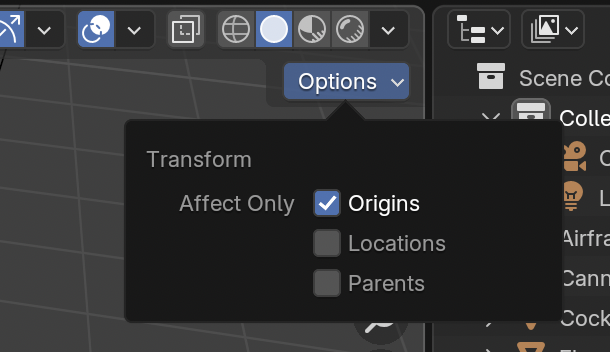 Options
Scene Co
Colle
Transform
Affect Only Origins
Locations
Parents
C
L
Airfra
Cann
Cock